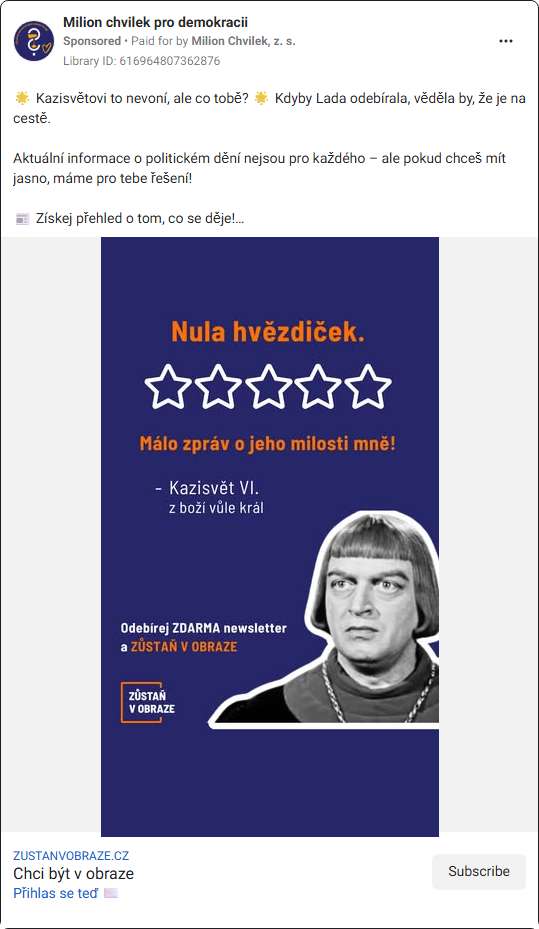 Milion chvilek pro demokracii
Sponsored • Paid for by Milion Chvilek, z. s.
Library ID: 616964807362876
🌟 Kazisvětovi to nevoní, ale co tobě? 🌟 Kdyby Lada odebírala, věděla by, že je na
cestě.
Aktuální informace o politickém dění nejsou pro každého – ale pokud chceš mít
jasno, máme pro tebe řešení!
📰 Získej přehled o tom, co se děje!...
Nula hvězdiček.
Málo zpráv o jeho milosti mně!
- Kazisvět VI.
z boží vůle král
Odebírej ZDARMA newsletter
a ZŮSTAŇ V OBRAZE
ZŮSTAŇ
V OBRAZE
ZUSTANVOBRAZE.CZ
Chci být v obraze
Přihlas se teď 📨
Subscribe